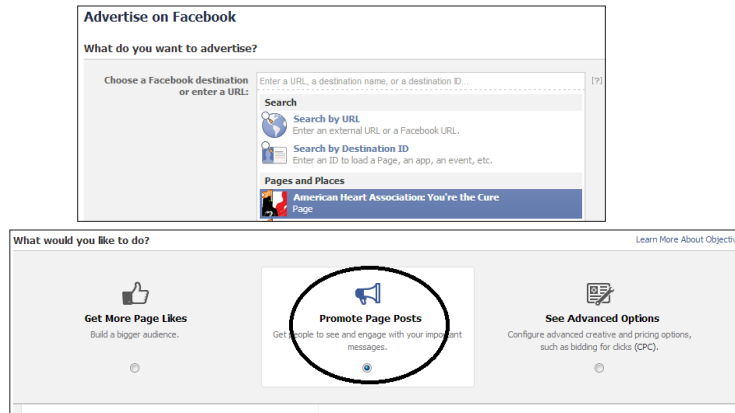 Advertise on Facebook
What do you want to advertise?
Choose a Facebook destination
or enter a URL:
Enter a URL, a destination name, or a destination ID...
[?]
Search
Search by URL
Enter an external URL or a Facebook URL.
Search by Destination ID
Enter an ID to load a Page, an app, an event, etc.
Pages and Places
American Heart Association: You're the Cure
Page
What would you like to do?
Learn More About Objectiv
Get More Page Likes
Build a bigger audience.
Promote Page Posts
Get people to see and engage with your important
messages.
See Advanced Options
Configure advanced creative and pricing options,
such as bidding for clicks (CPC).